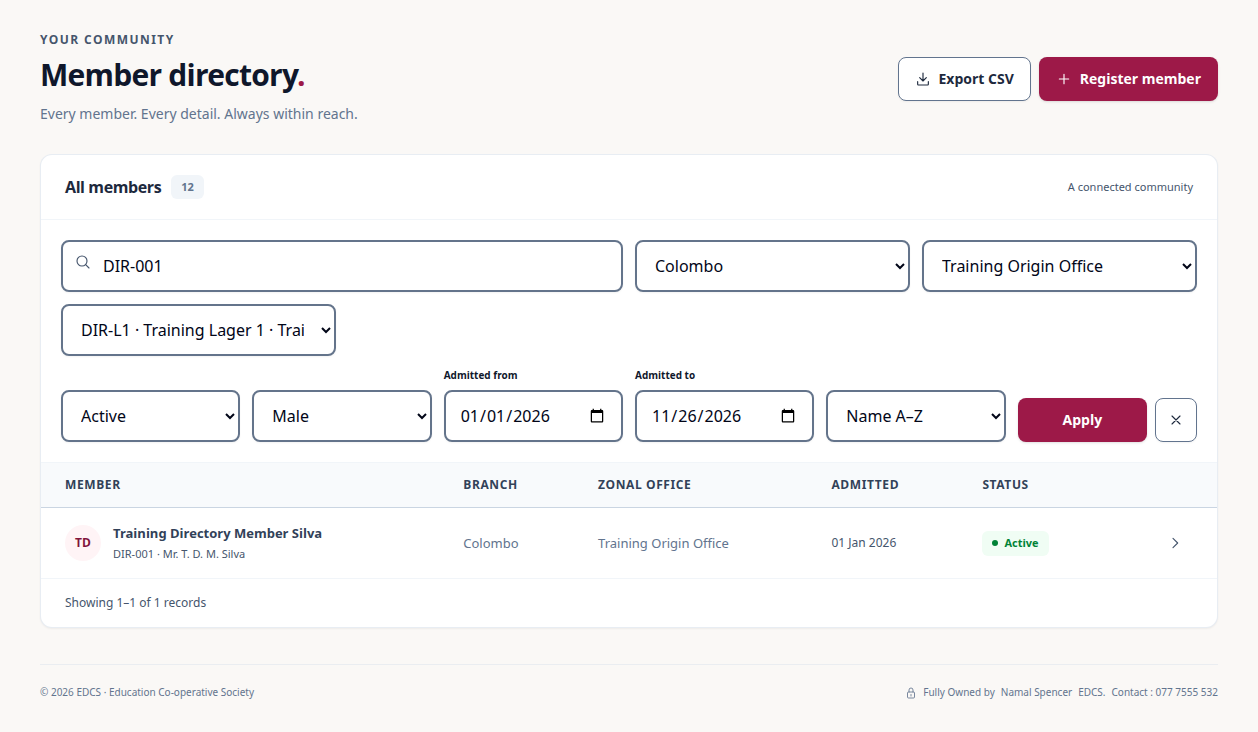 YOUR COMMUNITY
Member directory.
Every member. Every detail. Always within reach.
Export CSV
Register member
All members 12
A connected community
DIR-001
Colombo
Training Origin Office
DIR-L1 · Training Lager 1 · Trai
Admitted from
Admitted to
Active
Male
01/01/2026
11/26/2026
Name A–Z
Apply
MEMBER BRANCH ZONAL OFFICE ADMITTED STATUS
TD
Training Directory Member Silva
DIR-001 · Mr. T. D. M. Silva
Colombo
Training Origin Office
01 Jan 2026
Active
Showing 1–1 of 1 records
© 2026 EDCS · Education Co-operative Society
Fully Owned by Namal Spencer EDCS. Contact : 077 7555 532